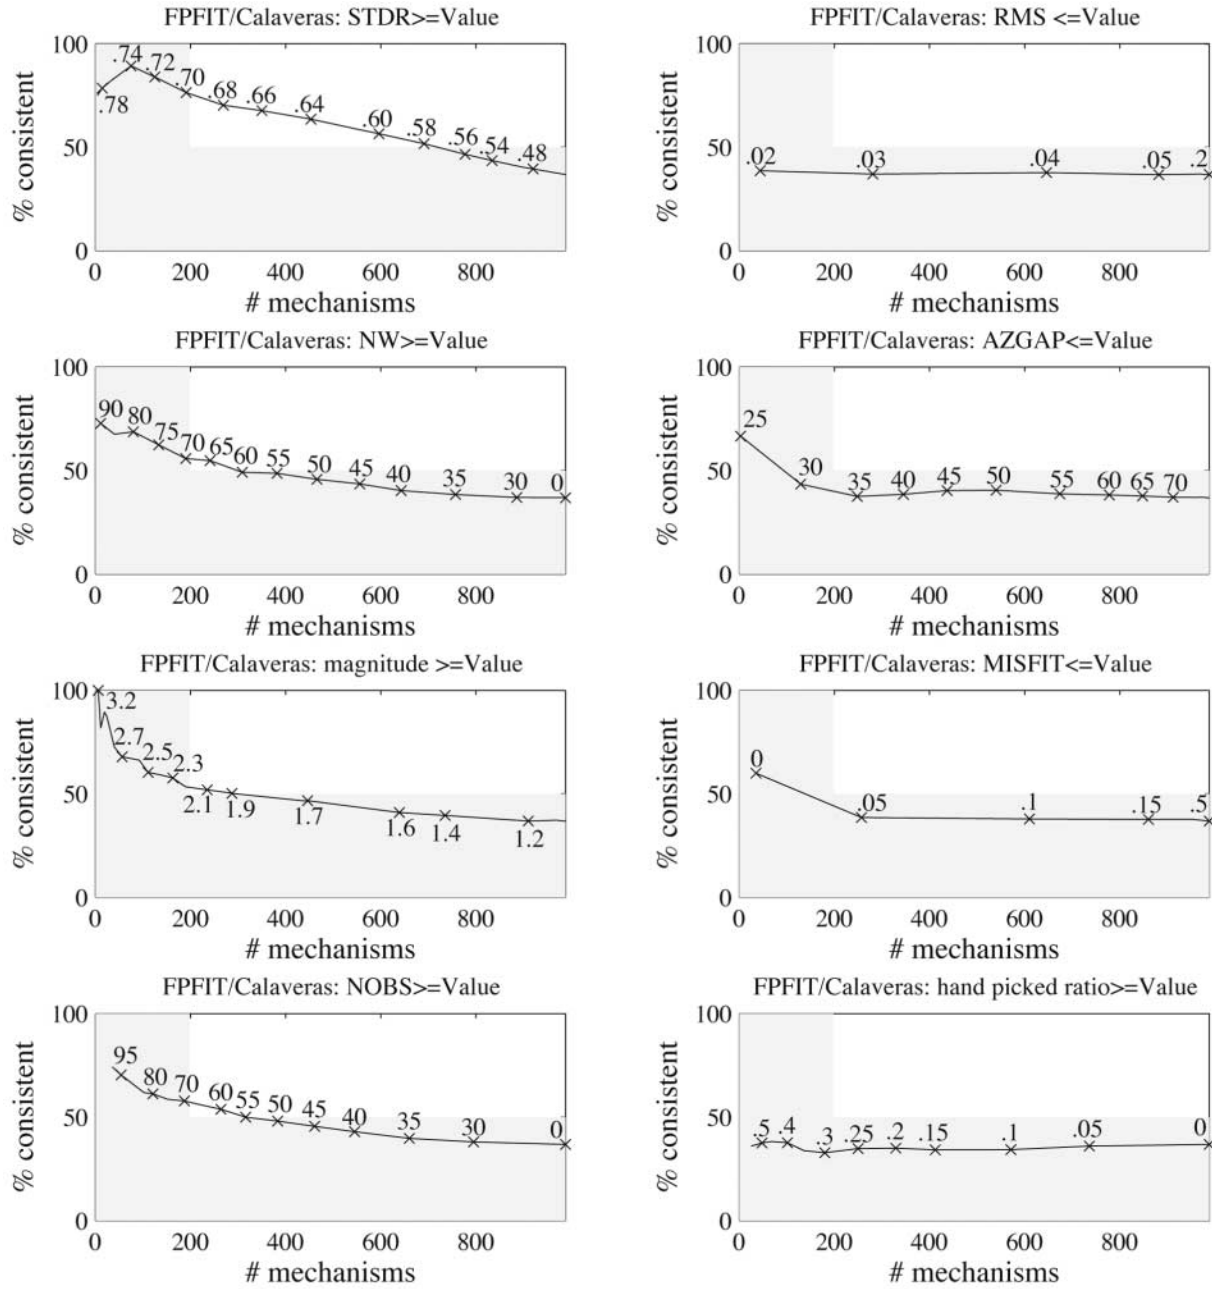 FPFIT/Calaveras: STDR>=Value
% consistent
100
50
0
.78
.74
.72
.70
.68
.66
.64
.60
.58
.56
.54
.48
0 200 400 600 800
# mechanisms
FPFIT/Calaveras: RMS <=Value
% consistent
100
50
0
.02 .03 .04 .05 .2
0 200 400 600 800
# mechanisms
FPFIT/Calaveras: NW>=Value
% consistent
100
50
0
90 80 75 70 65 60 55 50 45 40 35 30 0
0 200 400 600 800
# mechanisms
FPFIT/Calaveras: AZGAP<=Value
% consistent
100
50
0
25 30 35 40 45 50 55 60 65 70
0 200 400 600 800
# mechanisms
FPFIT/Calaveras: magnitude >=Value
% consistent
100
50
0
3.2
2.7
2.5
2.3
2.1
1.9
1.7
1.6
1.4
1.2
0 200 400 600 800
# mechanisms
FPFIT/Calaveras: MISFIT<=Value
% consistent
100
50
0
0 .05 .1 .15 .5
0 200 400 600 800
# mechanisms
FPFIT/Calaveras: NOBS>=Value
% consistent
100
50
0
95 80 70 60 55 50 45 40 35 30 0
0 200 400 600 800
# mechanisms
FPFIT/Calaveras: hand picked ratio>=Value
% consistent
100
50
0
.5 .4 .3 .25 .2 .15 .1 .05 0
0 200 400 600 800
# mechanisms